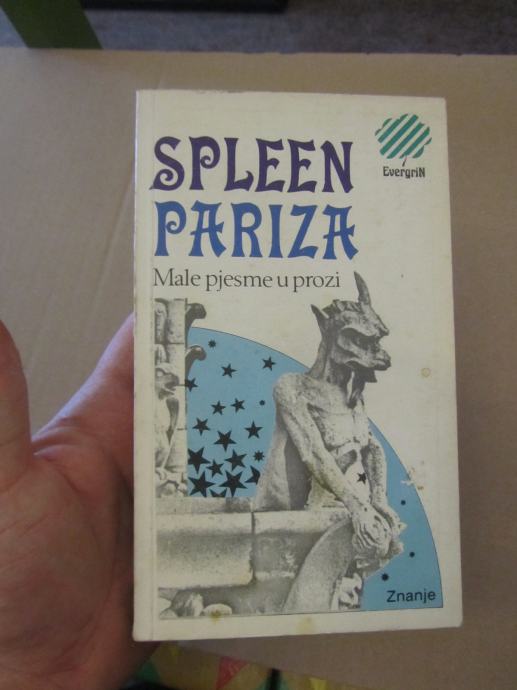 SPLEEN
PARIZA
EvergriN
Male pjesme u prozi
Znanje